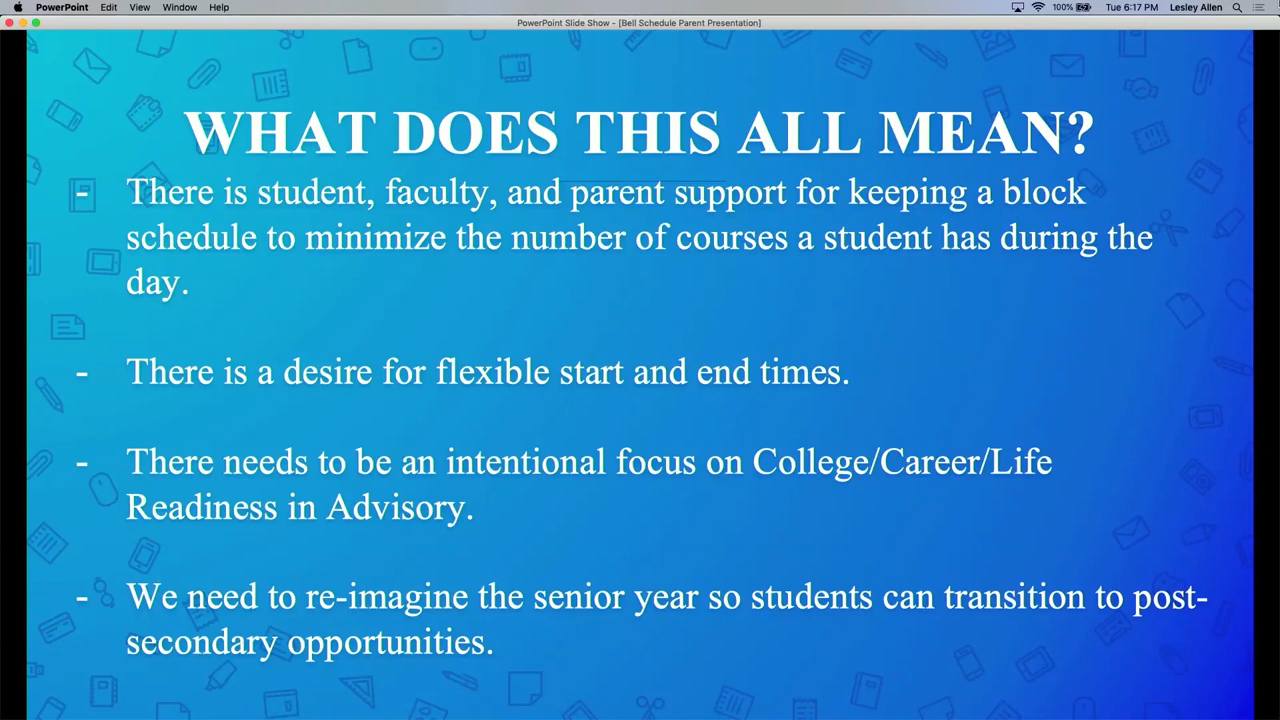 PowerPoint Edit View Window Help 100% Tue 6:17 PM Lesley Allen
PowerPoint Slide Show - [Bell Schedule Parent Presentation]
WHAT DOES THIS ALL MEAN?
- There is student, faculty, and parent support for keeping a block
schedule to minimize the number of courses a student has during the
day.
- There is a desire for flexible start and end times.
- There needs to be an intentional focus on College/Career/Life
Readiness in Advisory.
- We need to re-imagine the senior year so students can transition to post-
secondary opportunities.